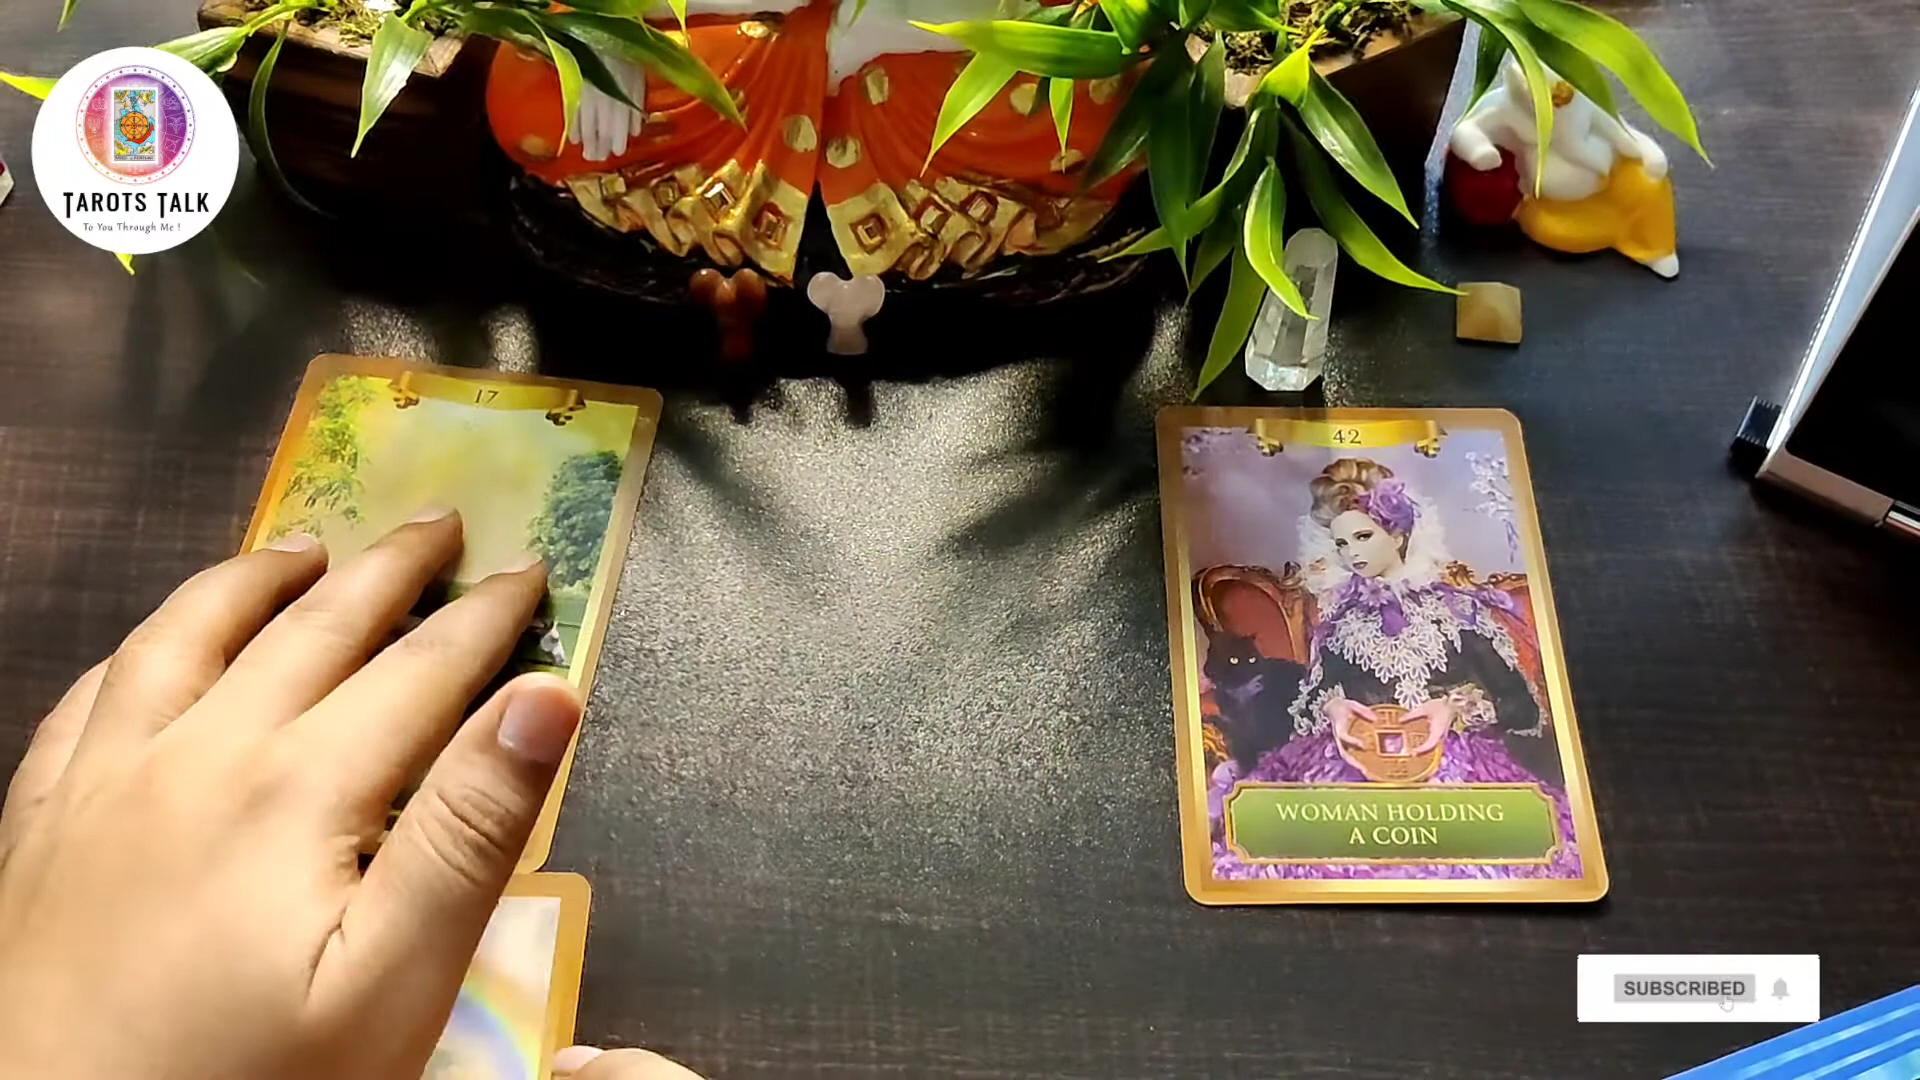 TAROTS TALK
To You Through Me !
17
42
WOMAN HOLDING
A COIN
SUBSCRIBED